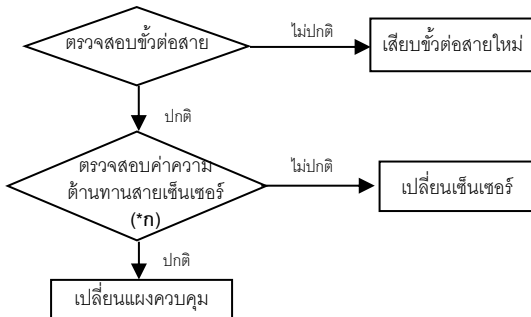 ตรวจสอบขั้วต่อสาย
ไม่ปกติ
เสียบขั้วต่อสายใหม่
ปกติ
ตรวจสอบค่าความ
ต้านทานสายเซ็นเซอร์
(*ก)
ไม่ปกติ
เปลี่ยนเซ็นเซอร์
ปกติ
เปลี่ยนแผงควบคุม